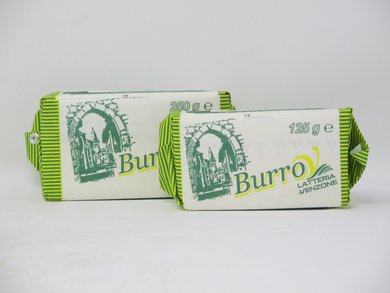 250 g e
Burro
125 g e
Burro
LATTERIA
VENZONE